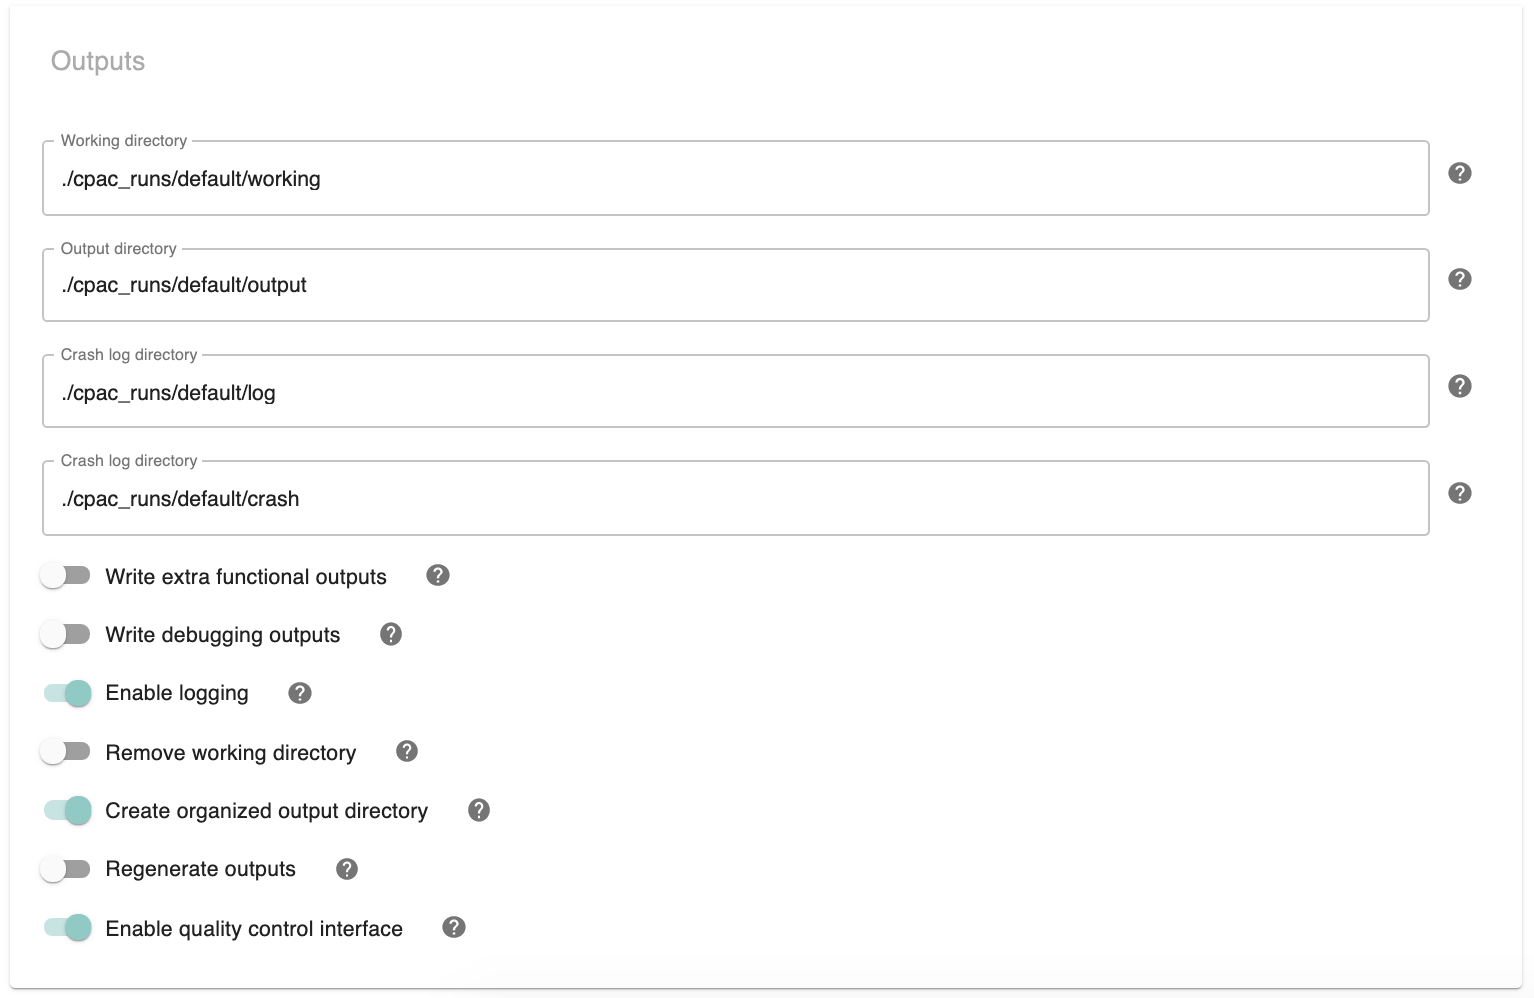 Outputs
Working directory
./cpac_runs/default/working
Output directory
./cpac_runs/default/output
Crash log directory
./cpac_runs/default/log
Crash log directory
./cpac_runs/default/crash
Write extra functional outputs
Write debugging outputs
Enable logging
Remove working directory
Create organized output directory
Regenerate outputs
Enable quality control interface